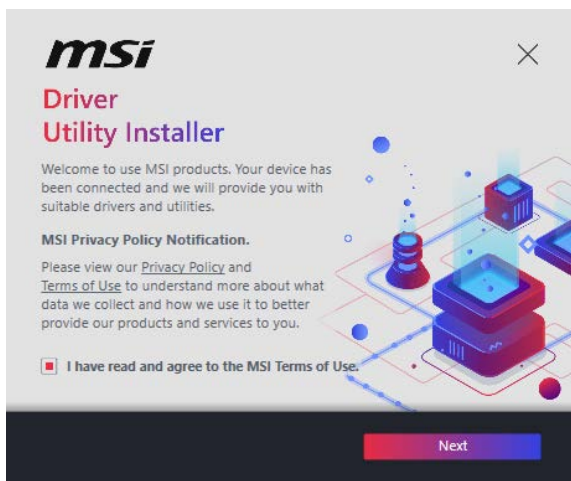 msi
Driver
Utility Installer
Welcome to use MSI products. Your device has
been connected and we will provide you with
suitable drivers and utilities.
MSI Privacy Policy Notification.
Please view our Privacy Policy and
Terms of Use to understand more about what
data we collect and how we use it to better
provide our products and services to you.
I have read and agree to the MSI Terms of Use.
Next